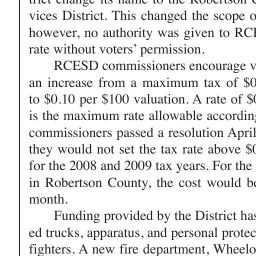 trict change its name to the Robertson
vices District. This changed the scope o
however, no authority was given to RCE
rate without voters' permission.
RCESD commissioners encourage v
an increase from a maximum tax of $0
to $0.10 per $100 valuation. A rate of $0
is the maximum rate allowable according
commissioners passed a resolution April
they would not set the tax rate above $0
for the 2008 and 2009 tax years. For the
in Robertson County, the cost would be
month.
Funding provided by the District has
ed trucks, apparatus, and personal protec
fighters. A new fire department, Wheelo